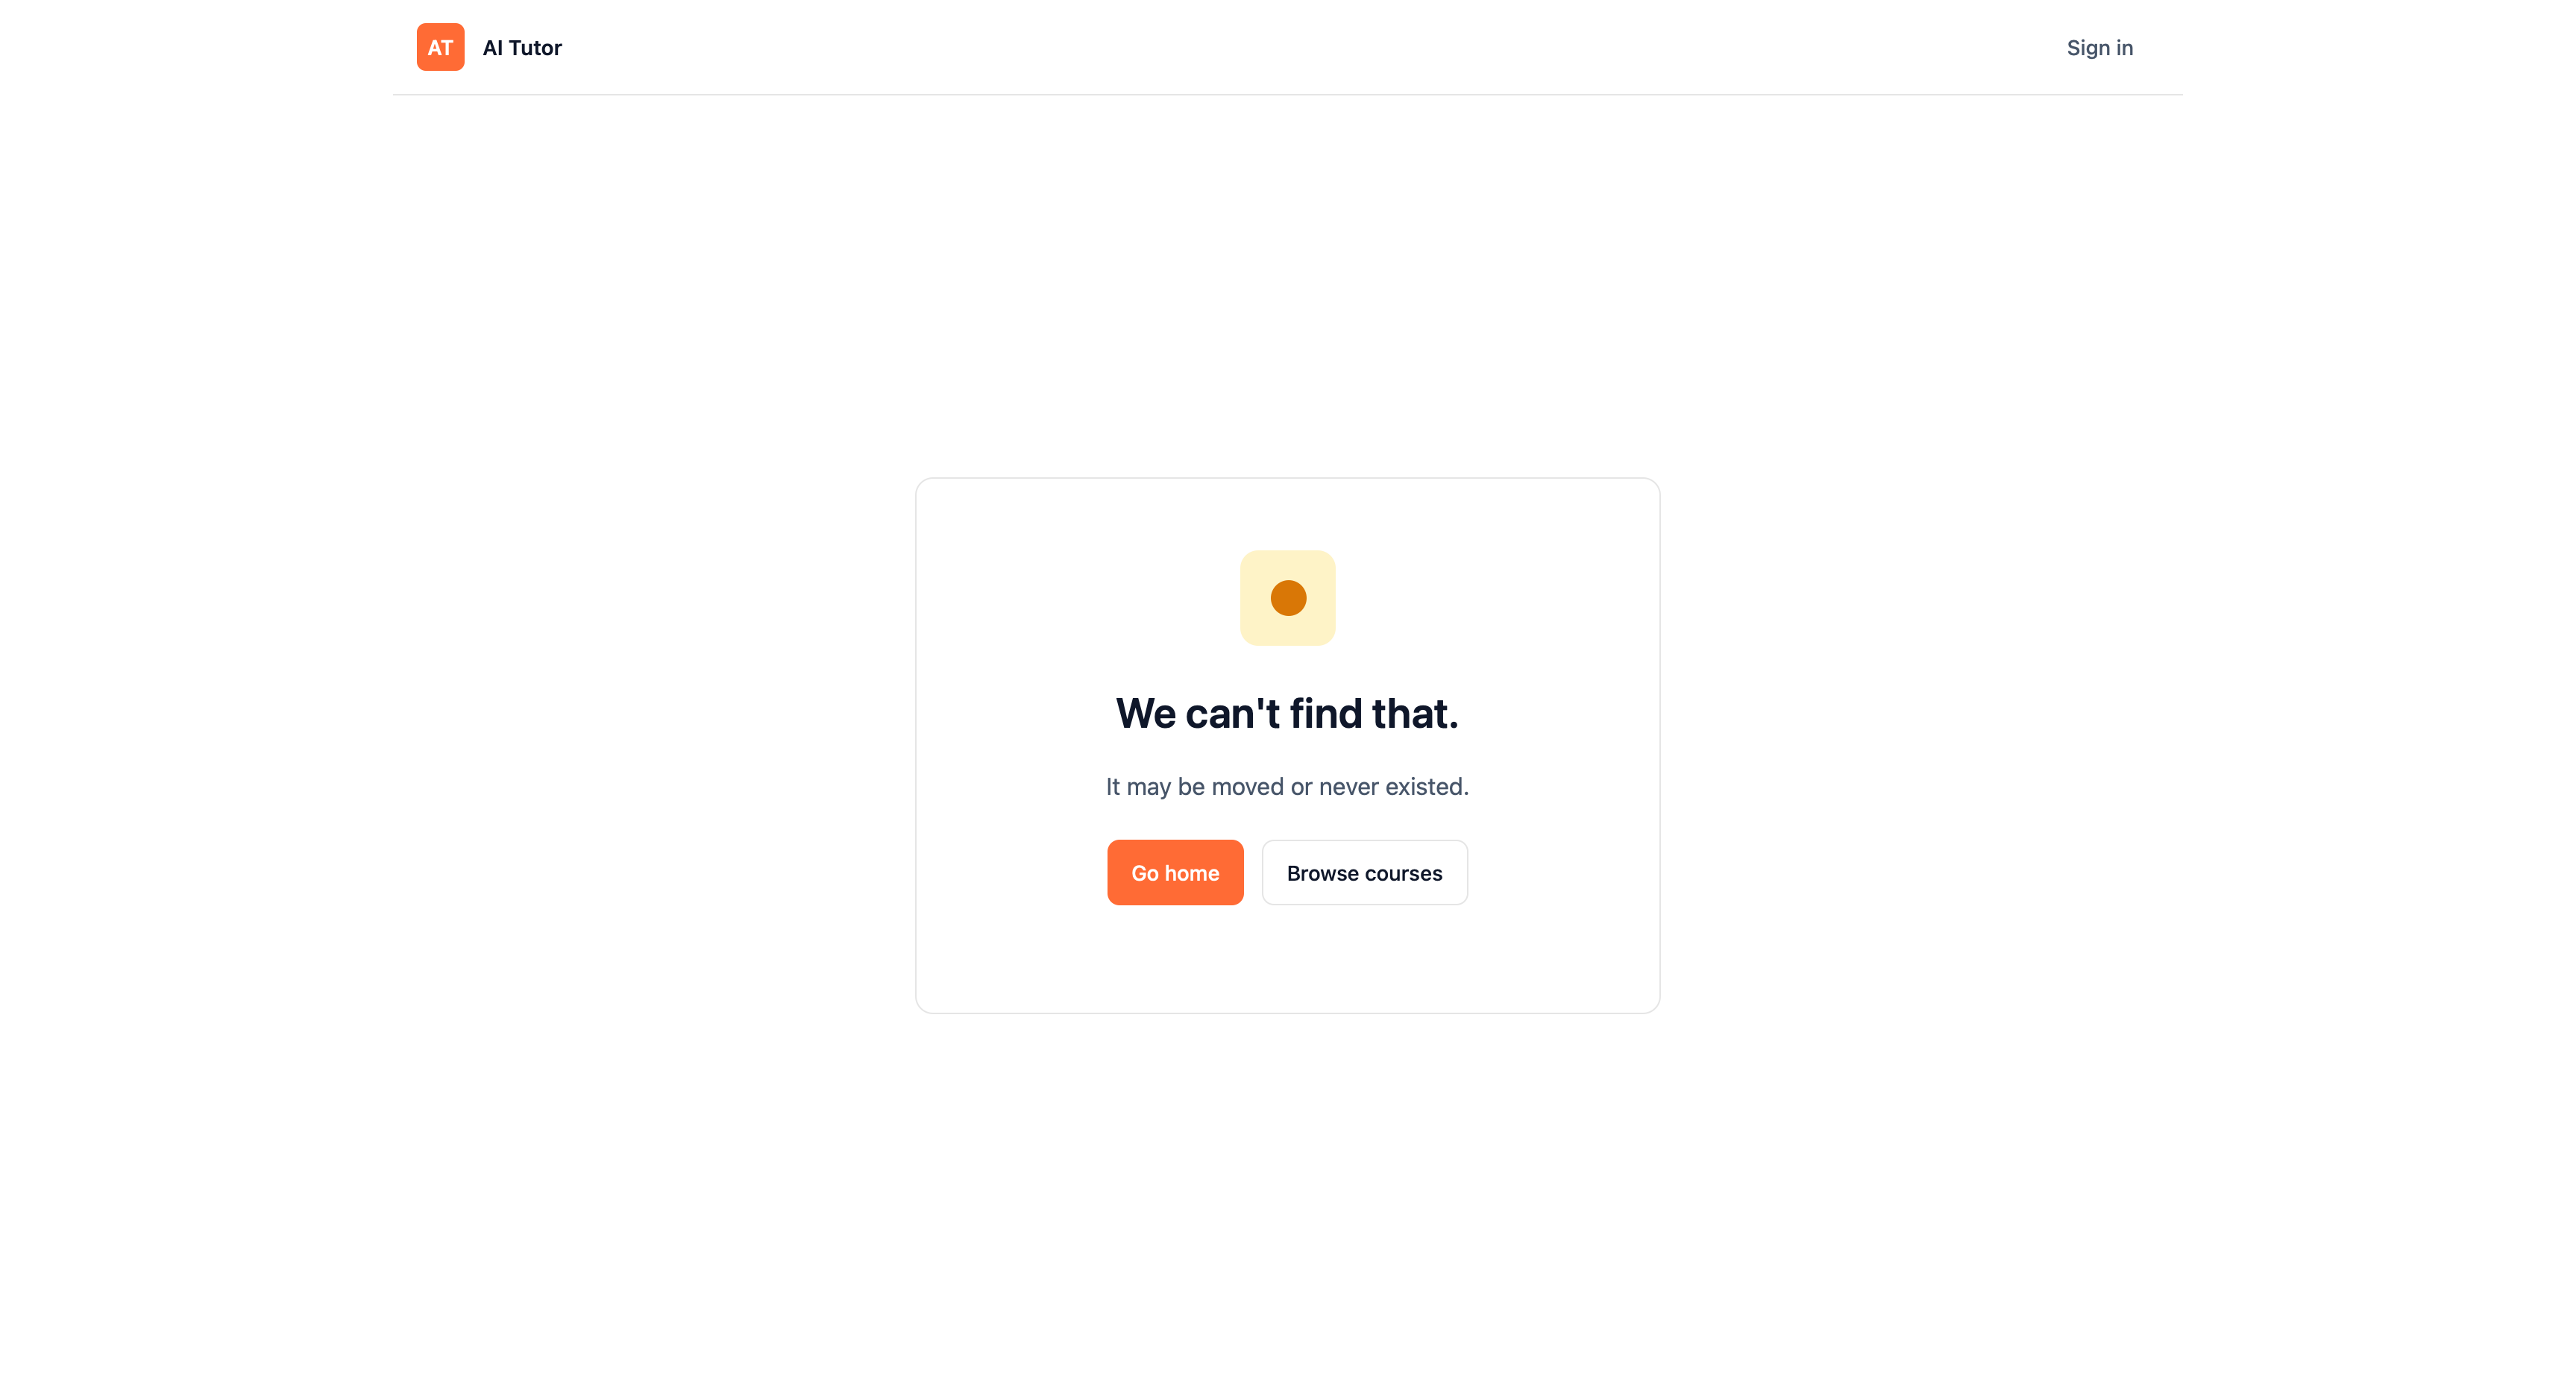 AT
AI Tutor
Sign in
We can't find that.
It may be moved or never existed.
Go home
Browse courses